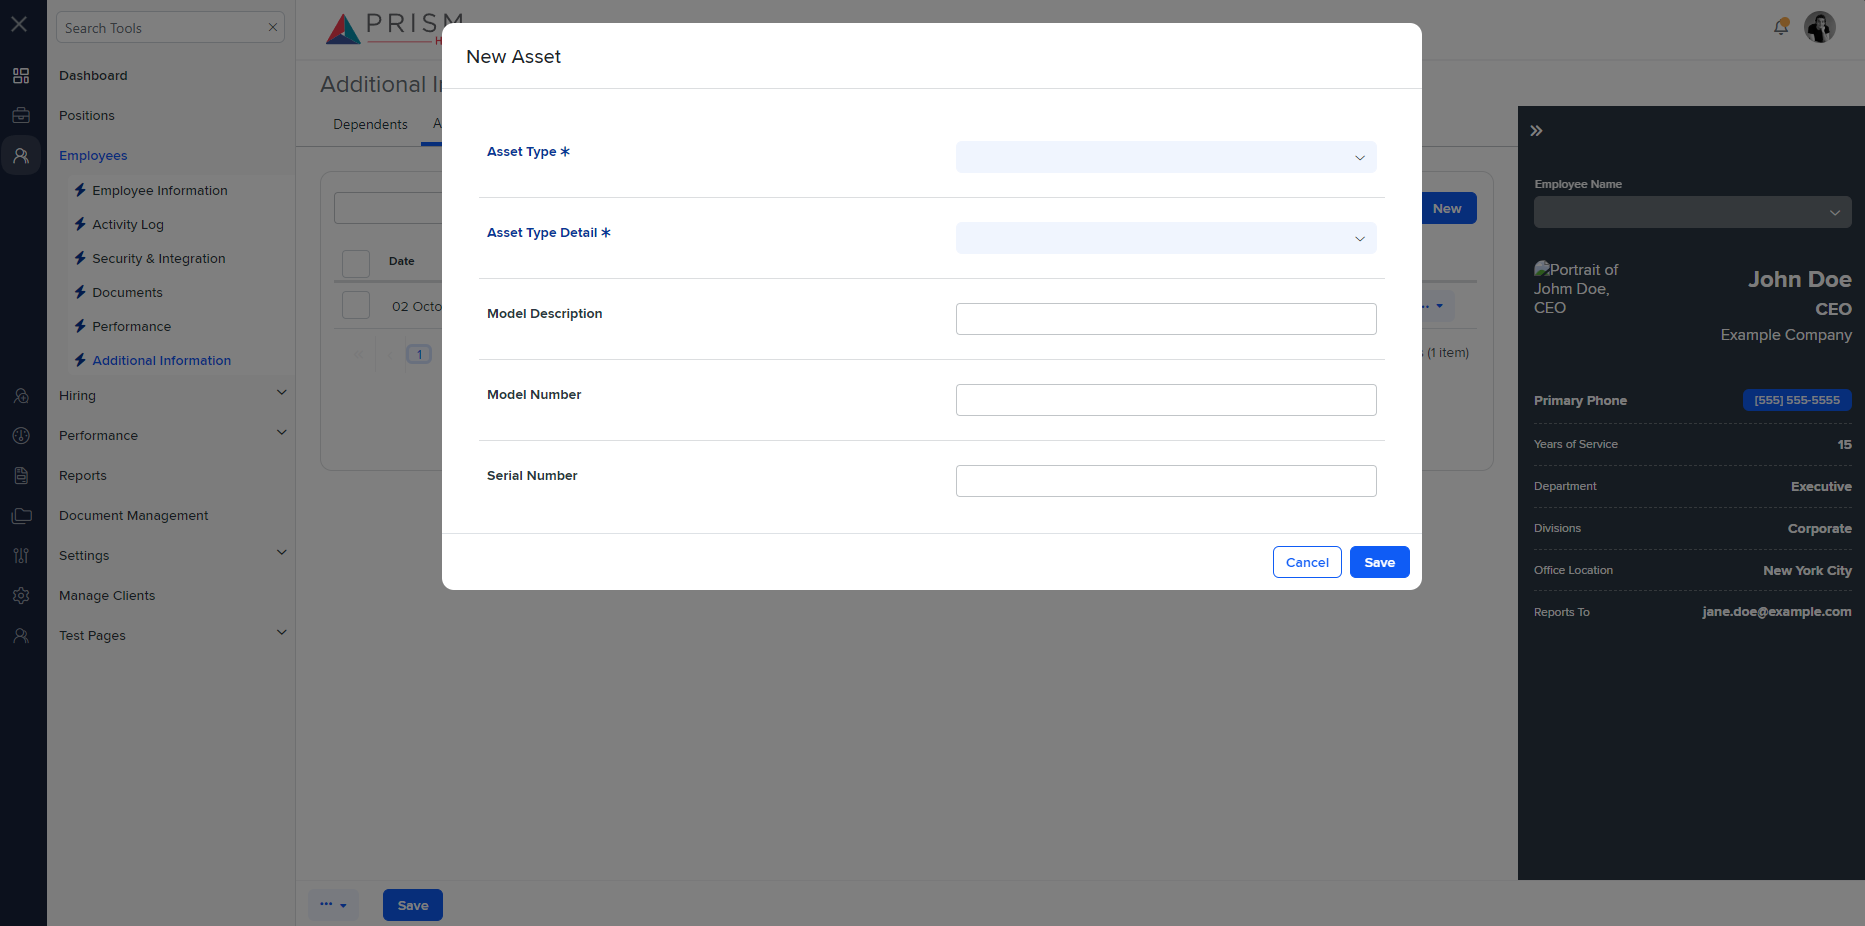 Search Tools
Dashboard
Positions
Employees
Employee Information
Activity Log
Security & Integration
Documents
Performance
Additional Information
Hiring
Performance
Reports
Document Management
Settings
Manage Clients
Test Pages
PRISM
Additional
Dependents
New
Date
02 Octo
1
(1 item)
... 
Save
New Asset
Asset Type *
Asset Type Detail *
Model Description
Model Number
Serial Number
Cancel
Save
Employee Name
Portrait of
Johm Doe,
CEO
John Doe
CEO
Example Company
Primary Phone
[555] 555-5555
Years of Service
15
Department
Executive
Divisions
Corporate
Office Location
New York City
Reports To
jane.doe@example.com